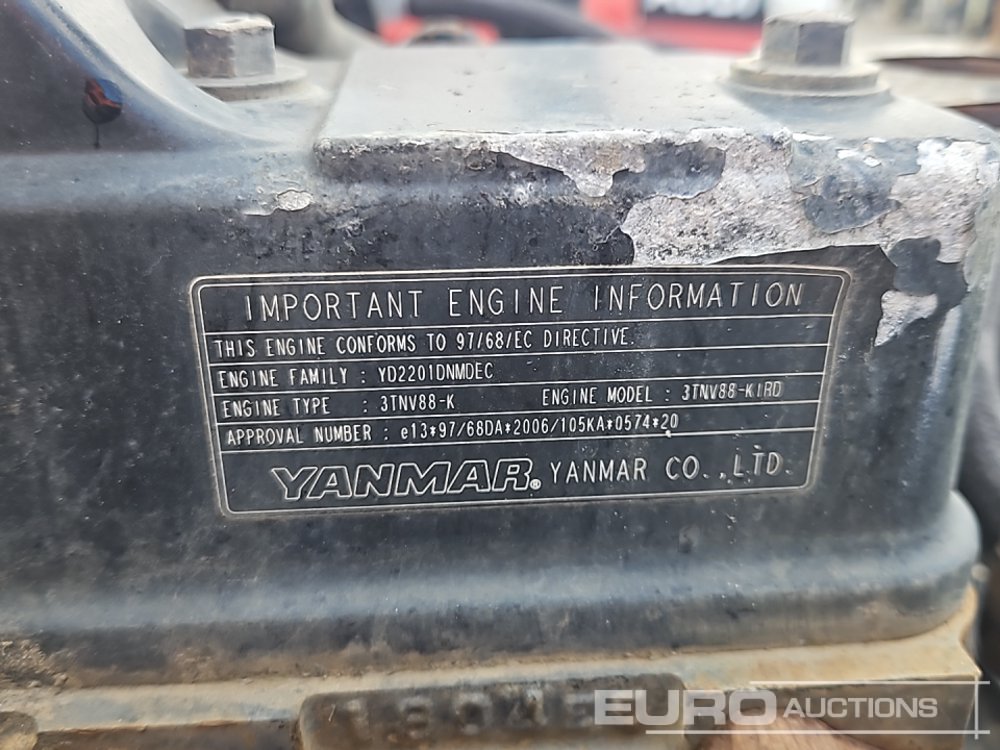 IMPORTANT ENGINE INFORMATION
THIS ENGINE CONFORMS TO 97/68/EC DIRECTIVE.
ENGINE FAMILY : YD2201DNMDEC
ENGINE TYPE : 3TNV88-K ENGINE MODEL : 3TNV88-K1RD
APPROVAL NUMBER : e13*97/68DA*2006/105KA*0574*20
YANMAR® YANMAR CO.,LTD.
EURO AUCTIONS